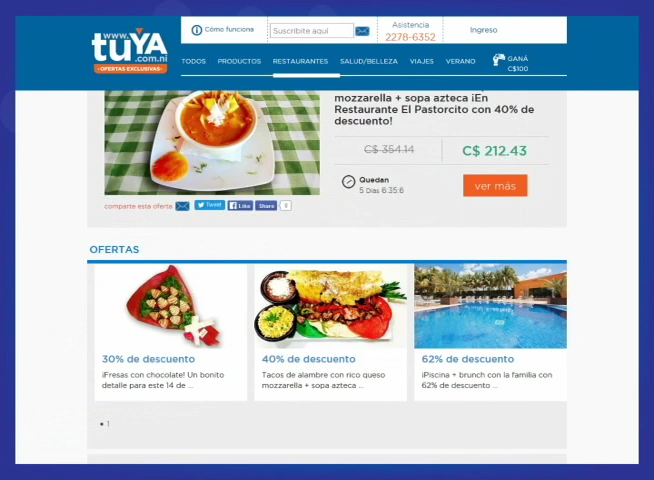 www.
tuYA
.com.ni
-OFERTAS EXCLUSIVAS-
Cómo funciona
Suscribite aquí
Asistencia
2278-6352
Ingreso
TODOS
PRODUCTOS
RESTAURANTES
SALUD/BELLEZA
VIAJES
VERANO
GANÁ
C$100
mozzarella + sopa azteca ¡En
Restaurante El Pastorcito con 40% de
descuento!
C$ 354.14
C$ 212.43
Quedan
5 Días 6:35:6
ver más
comparte esta oferta
Tweet
Like
Share
OFERTAS
30% de descuento
¡Fresas con chocolate! Un bonito
detalle para este 14 de ...
40% de descuento
Tacos de alambre con rico queso
mozzarella + sopa azteca ...
62% de descuento
¡Piscina + brunch con la familia con
62% de descuento ...
1